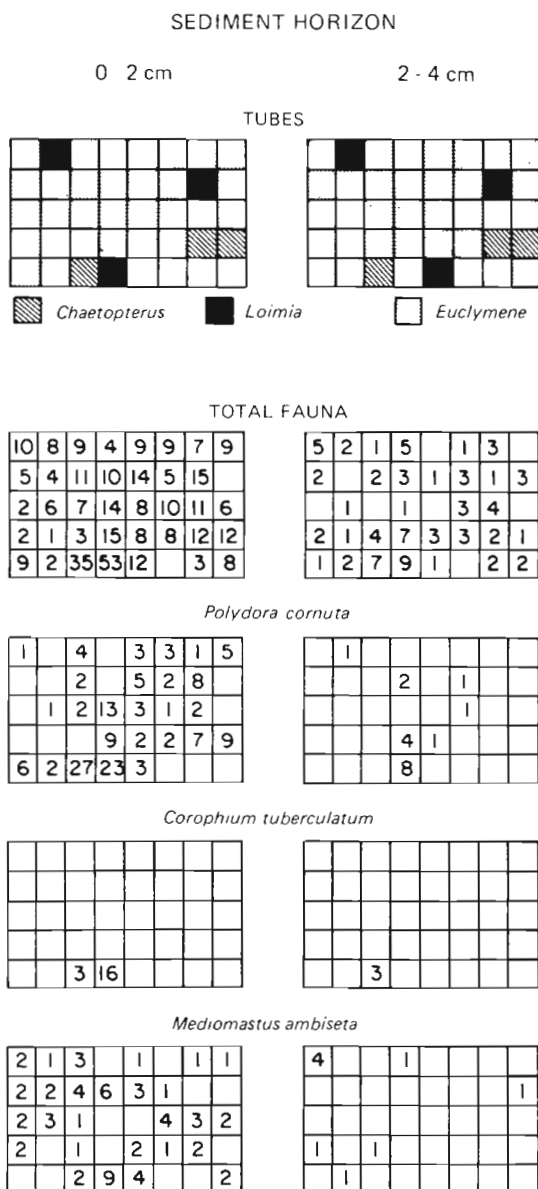 SEDIMENT HORIZON
0 2 cm 2 - 4 cm
TUBES
Chaetopterus Loimia Euclymene
TOTAL FAUNA
10 8 9 4 9 9 7 9 5 2 1 5 1 3
5 4 11 10 14 5 15 2 2 3 1 3 1 3
2 6 7 14 8 10 11 6 1 1 3 4
2 1 3 15 8 8 12 12 2 1 4 7 3 3 2 1
9 2 35 53 12 3 8 1 2 7 9 1 2 2
Polydora cornuta
1 4 3 3 1 5 1
2 5 2 8 2 1
1 2 13 3 1 2 1
9 2 2 7 9 4 1
6 2 27 23 3 8
Corophium tuberculatum
3 16 3
Mediomastus ambiseta
2 1 3 1 1 1 4 1
2 2 4 6 3 1 1
2 3 1 4 3 2
2 1 2 1 2 1 1
2 9 4 2 1